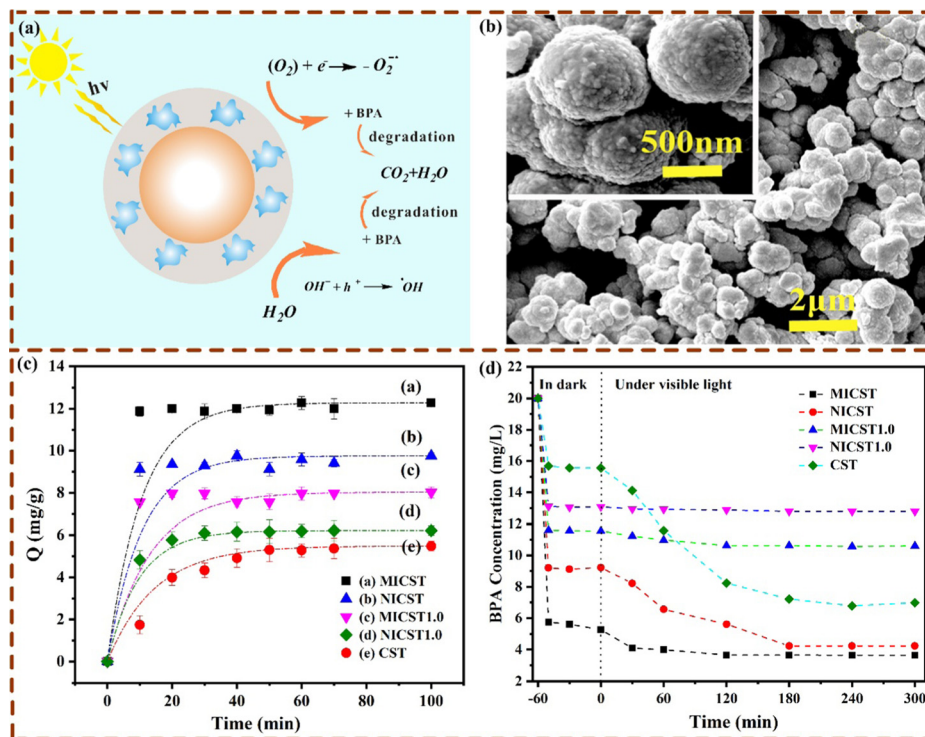 (a)
hν
(O₂) + e⁻ → – O₂⁻·
+ BPA
degradation
CO₂+H₂O
degradation
+ BPA
OH⁻ + h⁺ → ·OH
H₂O
(b)
500nm
2μm
(c)
Q (mg/g)
14
12
10
8
6
4
2
0
(a)
(b)
(c)
(d)
(e)
(a) MICST
(b) NICST
(c) MICST1.0
(d) NICST1.0
(e) CST
0 20 40 60 80 100
Time (min)
(d)
BPA Concentration (mg/L)
22
20
18
16
14
12
10
8
6
4
2
In dark
Under visible light
MICST
NICST
MICST1.0
NICST1.0
CST
-60 0 60 120 180 240 300
Time (min)